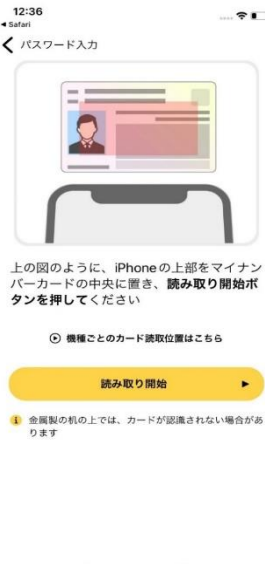 12:36
◀ Safari
パスワード入力
上の図のように、iPhoneの上部をマイナン
バーカードの中央に置き、読み取り開始ボ
タンを押してください
機種ごとのカード読取位置はこちら
読み取り開始
金属製の机の上では、カードが認識されない場合があ
ります